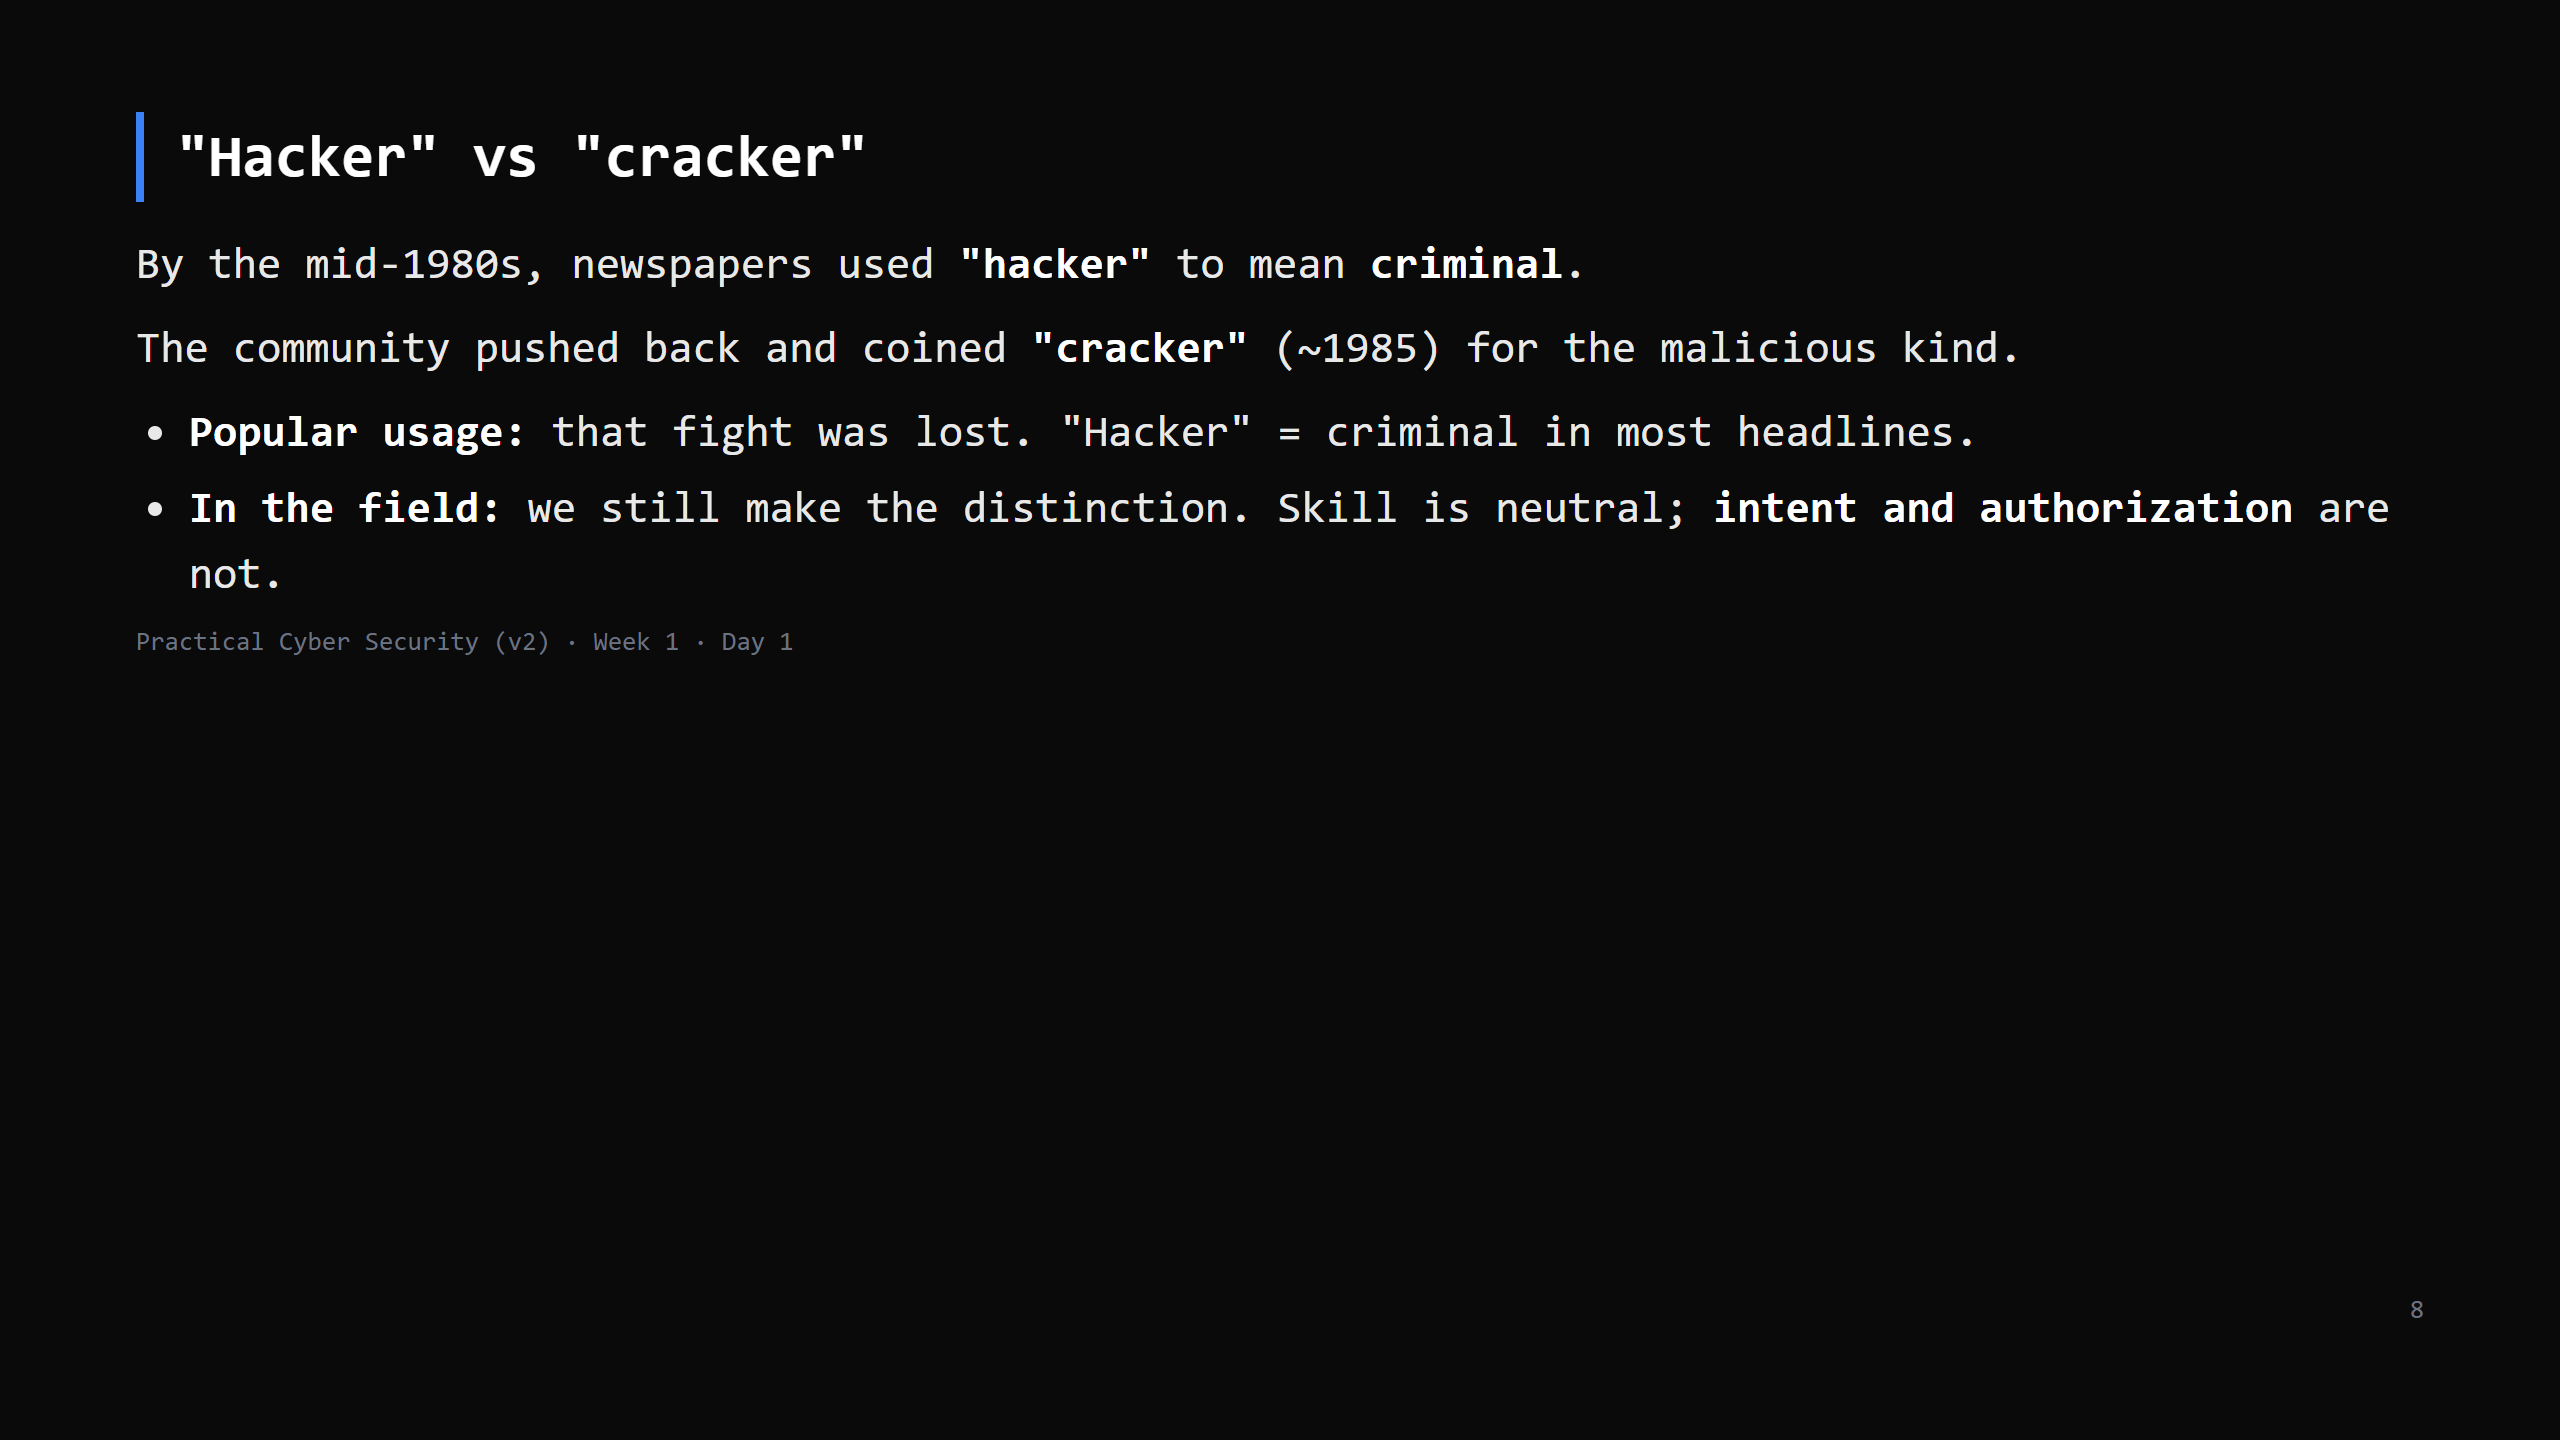 "Hacker" vs "cracker"
By the mid-1980s, newspapers used "hacker" to mean criminal.
The community pushed back and coined "cracker" (~1985) for the malicious kind.
• Popular usage: that fight was lost. "Hacker" = criminal in most headlines.
• In the field: we still make the distinction. Skill is neutral; intent and authorization are
not.
Practical Cyber Security (v2) · Week 1 · Day 1
8